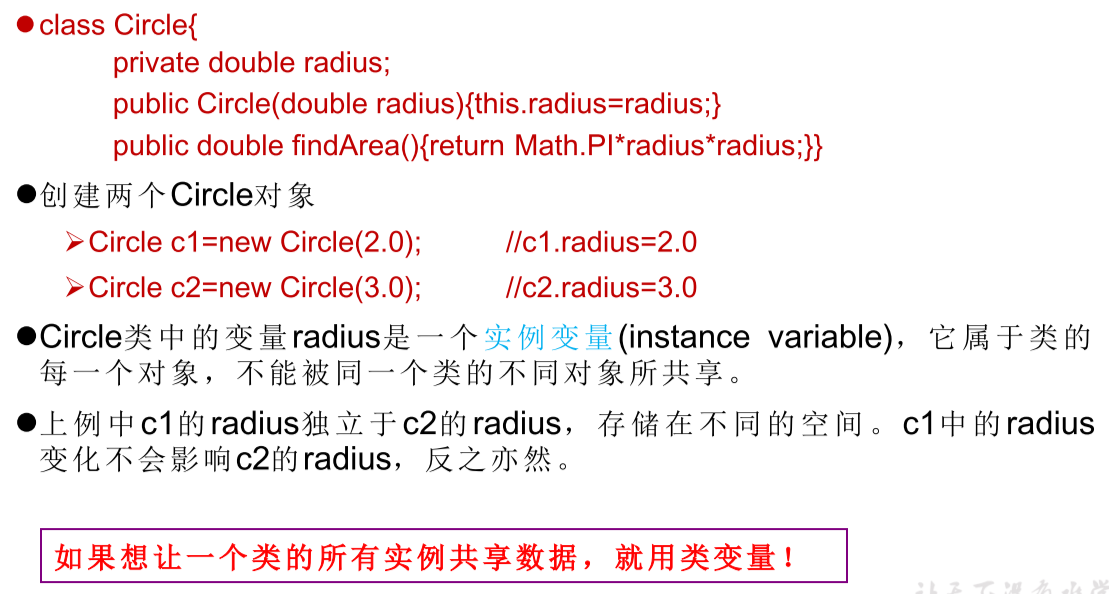 ●class Circle{
private double radius;
public Circle(double radius){this.radius=radius;}
public double findArea(){return Math.PI*radius*radius;}}
●创建两个Circle对象
➢Circle c1=new Circle(2.0); //c1.radius=2.0
➢Circle c2=new Circle(3.0); //c2.radius=3.0
●Circle类中的变量radius是一个实例变量(instance variable)，它属于类的
每一个对象，不能被同一个类的不同对象所共享。
●上例中c1的radius独立于c2的radius，存储在不同的空间。c1中的radius
变化不会影响c2的radius，反之亦然。
如果想让一个类的所有实例共享数据，就用类变量！